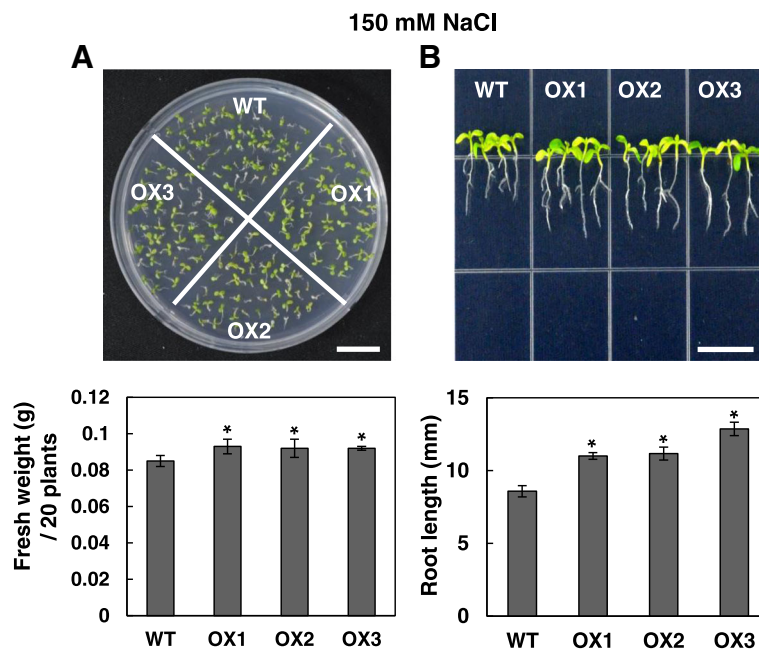 150 mM NaCl
A
B
WT
OX1
OX2
OX3
WT OX1 OX2 OX3
Fresh weight (g)
/ 20 plants
0.12
0.1
0.08
0.06
0.04
0.02
0
* * *
WT OX1 OX2 OX3
Root length (mm)
15
10
5
0
* * *
WT OX1 OX2 OX3